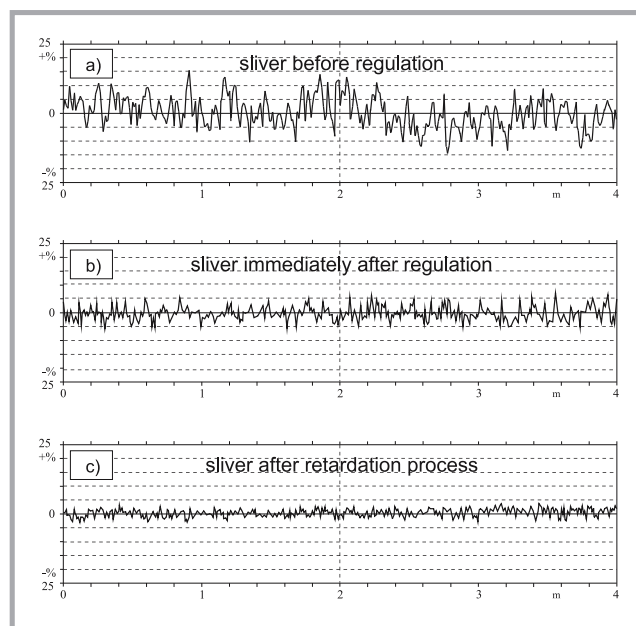 25
+%
a)
sliver before regulation
0
-%
25
0 1 2 3 m 4
25
+%
b)
sliver immediately after regulation
0
-%
25
0 1 2 3 m 4
25
+%
c)
sliver after retardation process
0
-%
25
0 1 2 3 m 4